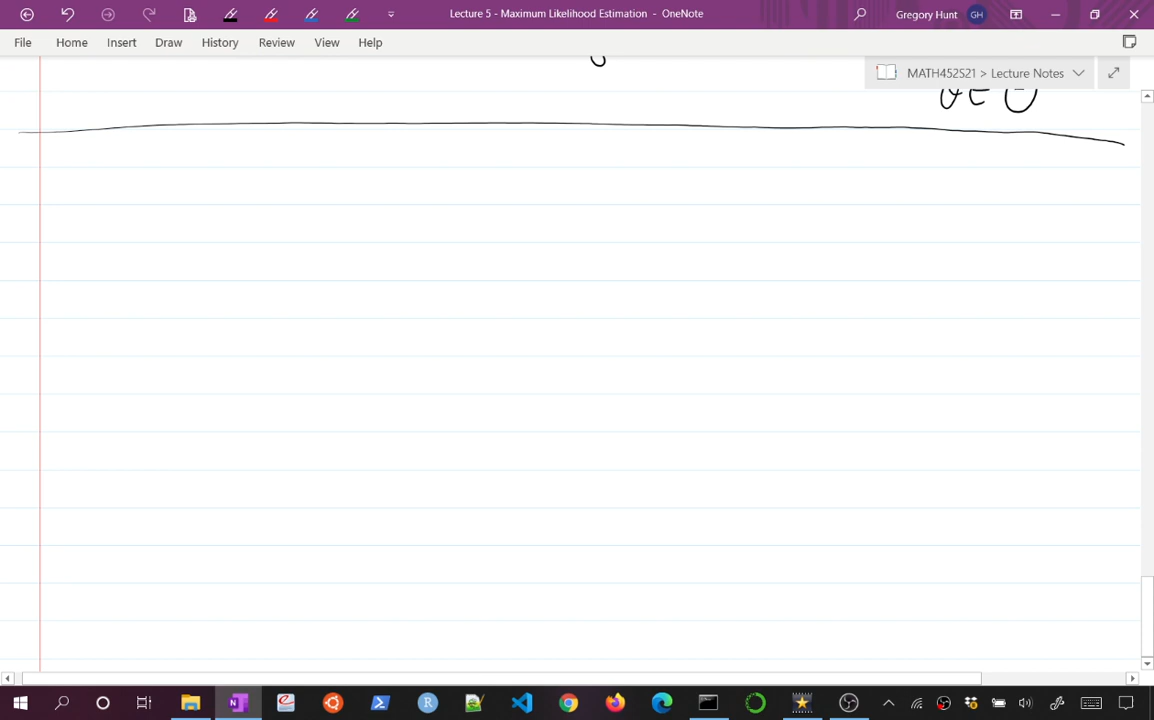 Lecture 5 - Maximum Likelihood Estimation - OneNote
Gregory Hunt GH
File Home Insert Draw History Review View Help
MATH452S21 > Lecture Notes
θ ∈ Θ